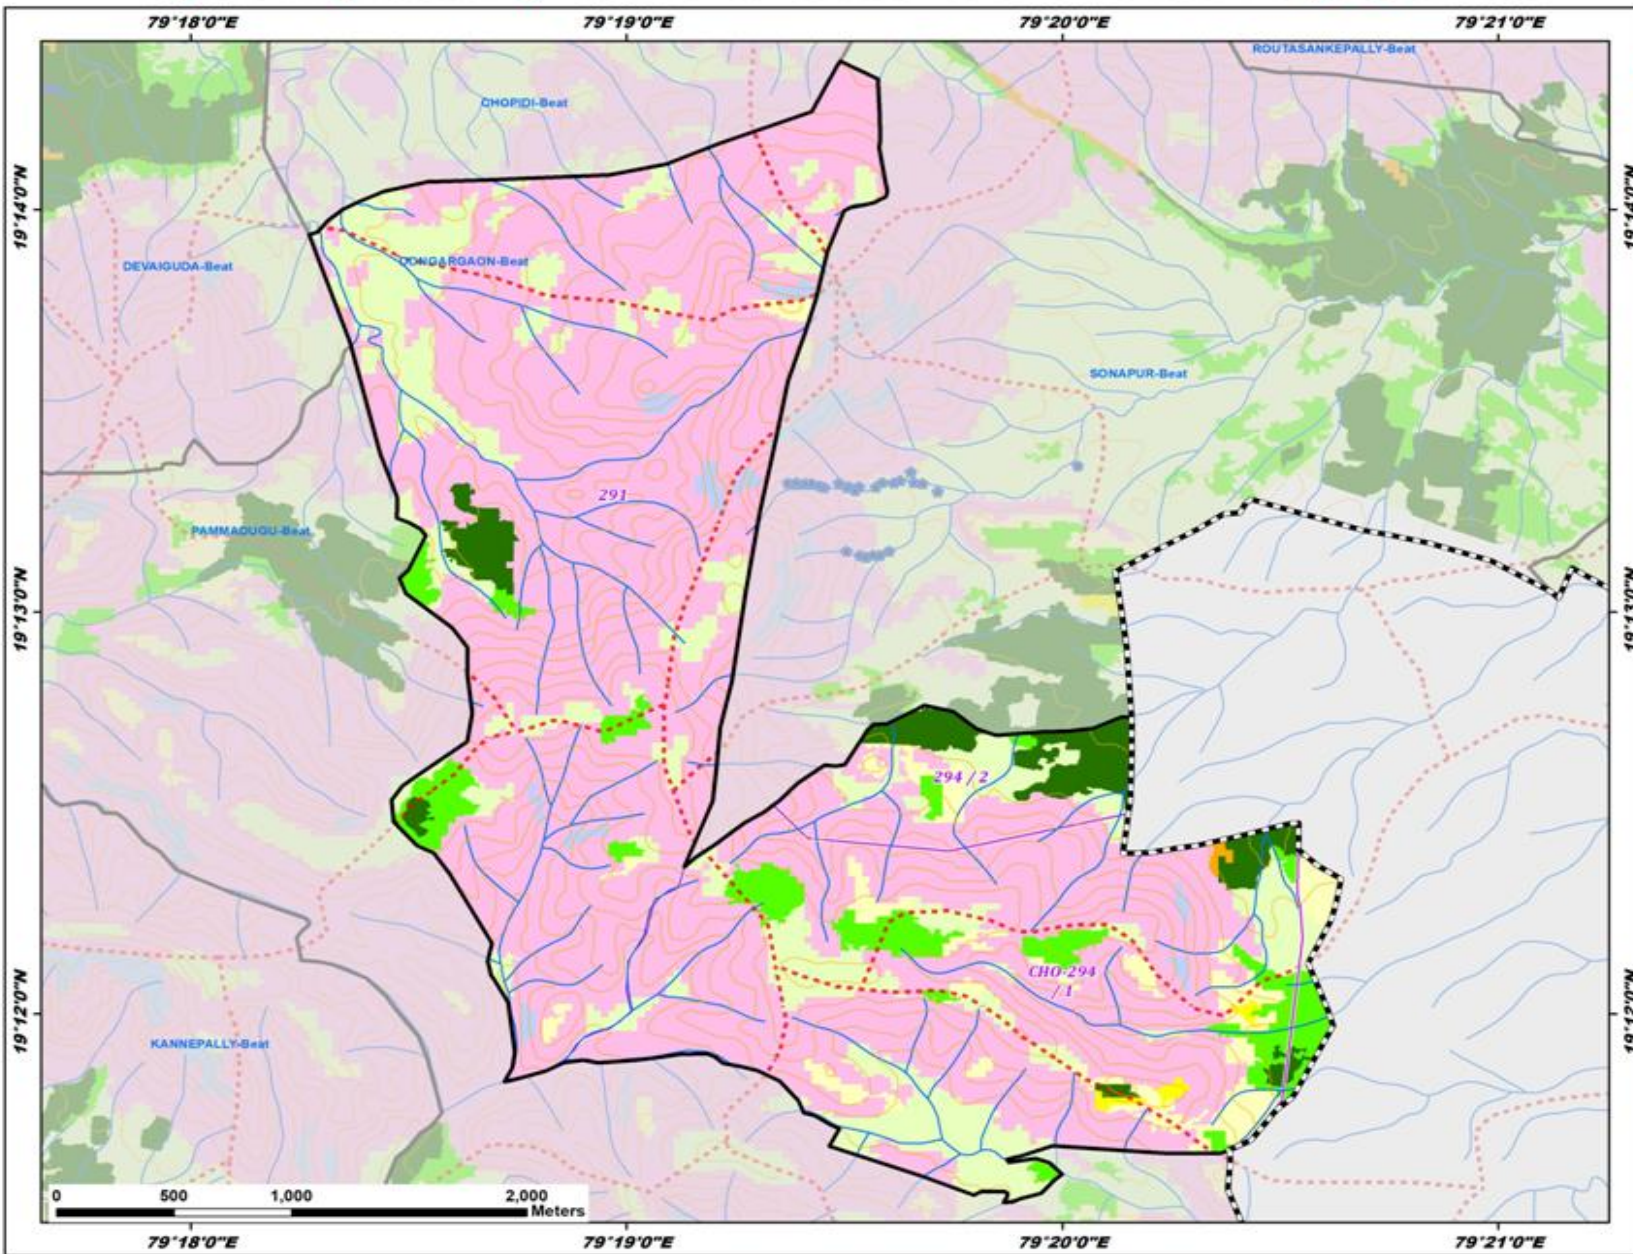 79°18'0"E 79°19'0"E 79°20'0"E 79°21'0"E
ROUTASANKEPALLY-Beat
CHOPIDI-Beat
19°14'0"N 19°14'0"N
DEVAIGUDA-Beat
DONGARGAON-Beat
SONAPUR-Beat
291
PAMMADUGU-Beat
19°13'0"N 19°13'0"N
294 / 2
CHO-294
/ 1
19°12'0"N 19°12'0"N
KANNEPALLY-Beat
0 500 1,000 2,000
Meters
79°18'0"E 79°19'0"E 79°20'0"E 79°21'0"E